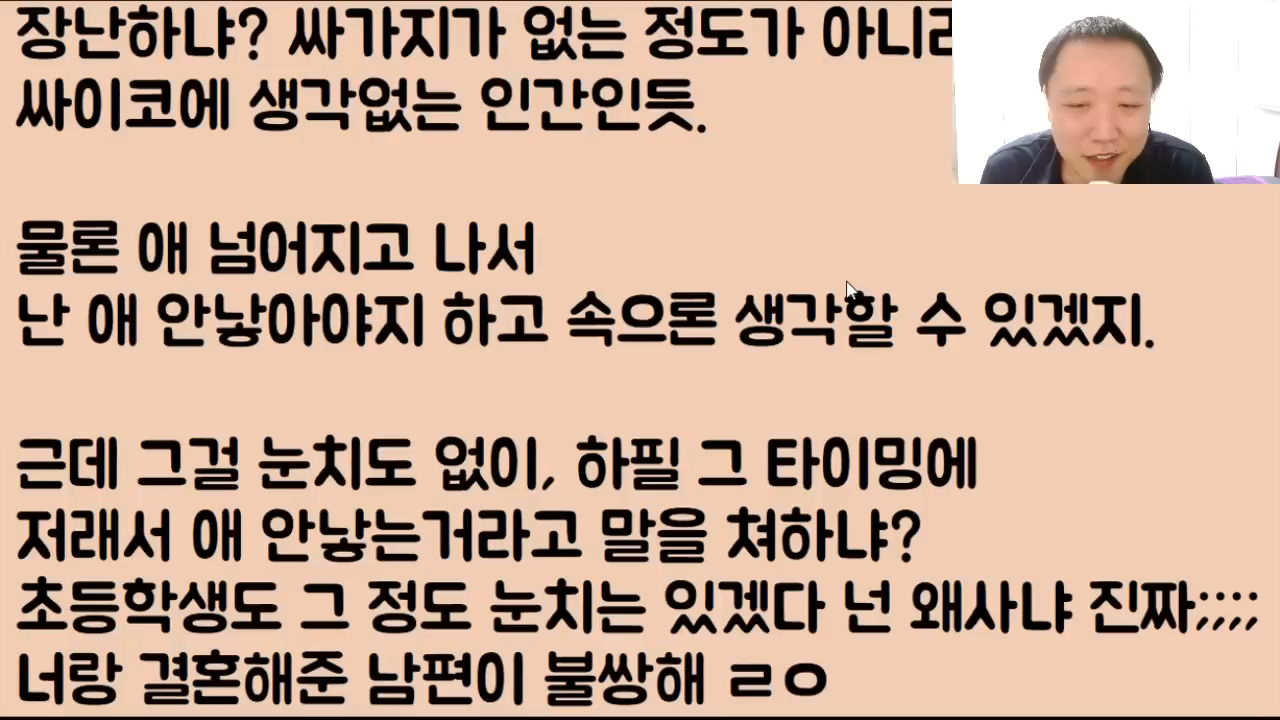 장난하냐? 싸가지가 없는 정도가 아니라
싸이코에 생각없는 인간인듯.
물론 애 넘어지고 나서
난 애 안낳아야지 하고 속으론 생각할 수 있겠지.
근데 그걸 눈치도 없이, 하필 그 타이밍에
저래서 애 안낳는거라고 말을 쳐하냐?
초등학생도 그 정도 눈치는 있겠다 넌 왜사냐 진짜;;;;
너랑 결혼해준 남편이 불쌍해 ㄹㅇ